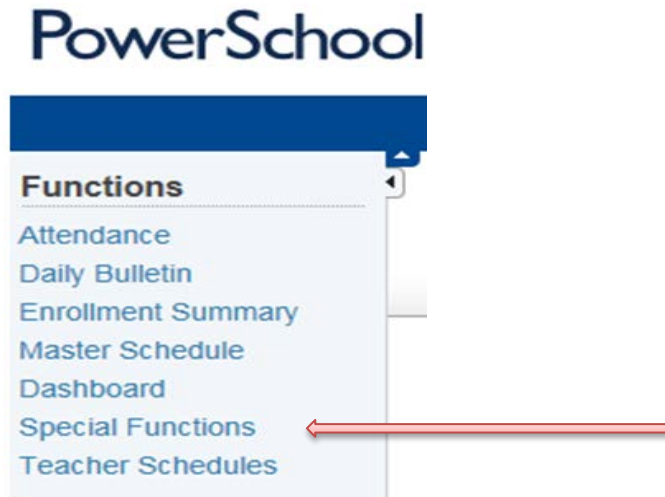 PowerSchool
Functions
Attendance
Daily Bulletin
Enrollment Summary
Master Schedule
Dashboard
Special Functions
Teacher Schedules